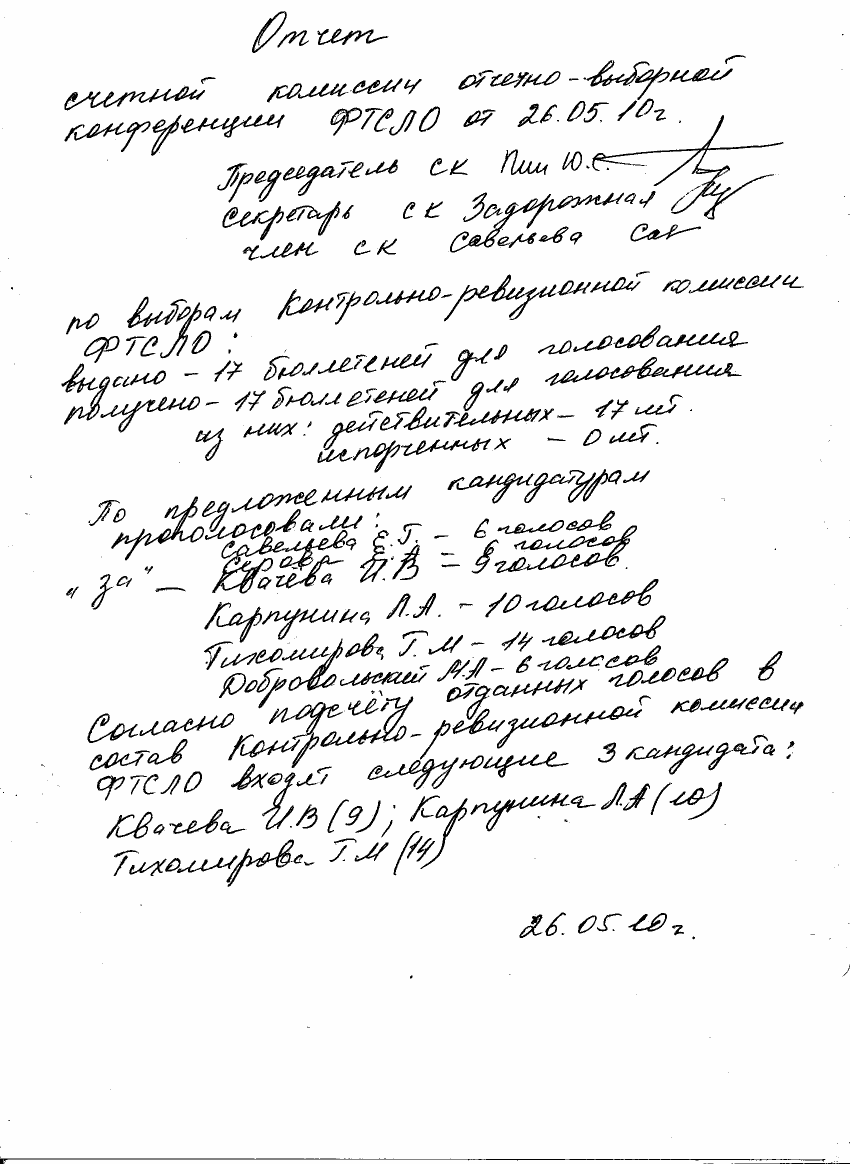 Отчет
счетной комиссии отчетно-выборной
конференции ФТСЛО от 26.05.10г.
Председатель СК Пши Ю.С.
Секретарь СК Задорожная
член СК Савельева Сав
по выборам Контрольно-ревизионной комиссии
ФТСЛО:
выдано - 17 бюллетеней для голосования
получено - 17 бюллетеней для голосования
из них: действительных - 17 шт.
испорченных - 0 шт.
По предложенным кандидатурам
проголосовали:
Савельева Е.Г. - 6 голосов
Серова Е.А - 6 голосов
"За" - Квачёва И.В - 9 голосов.
Карпунина Л.А. - 10 голосов
Тихомирова Г.М - 14 голосов
Добровольский М.А - 6 голосов
Согласно подсчёту отданных голосов в
состав Контрольно-ревизионной комиссии
ФТСЛО входят следующие 3 кандидата:
Квачева И.В (9); Карпунина Л.А (10)
Тихомирова Г.М (14)
26.05.10 г.